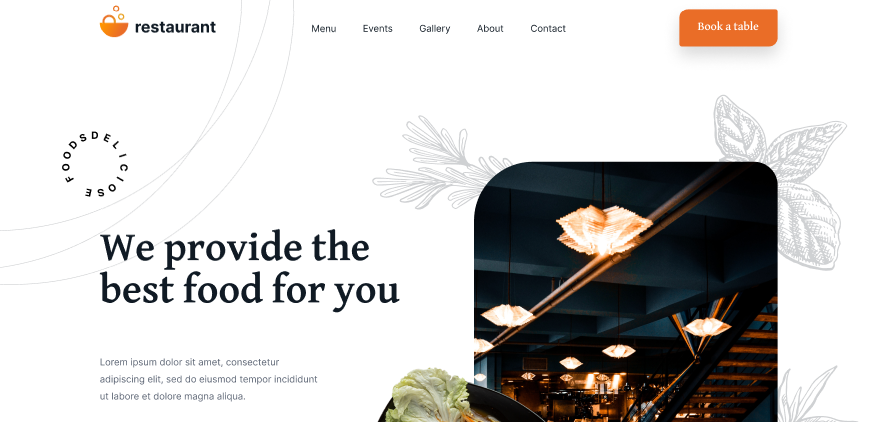 restaurant
Menu
Events
Gallery
About
Contact
Book a table
FOODSDELICIOSE
We provide the
best food for you
Lorem ipsum dolor sit amet, consectetur
adipiscing elit, sed do eiusmod tempor incididunt
ut labore et dolore magna aliqua.